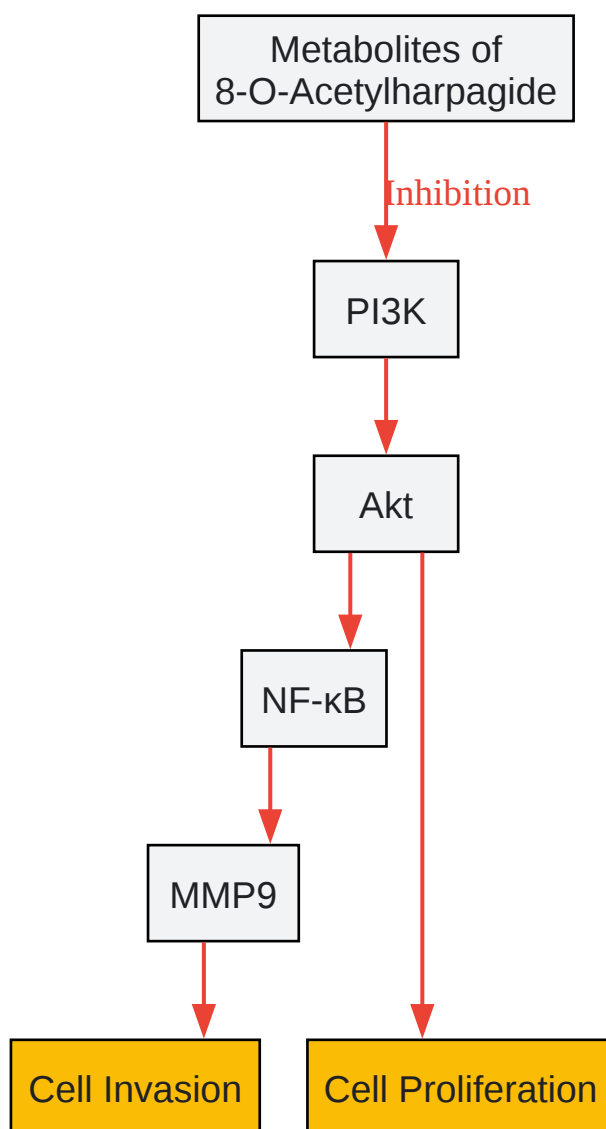 Metabolites of
8-O-Acetylharpagide
Inhibition
PI3K
Akt
NF-κB
MMP9
Cell Invasion
Cell Proliferation